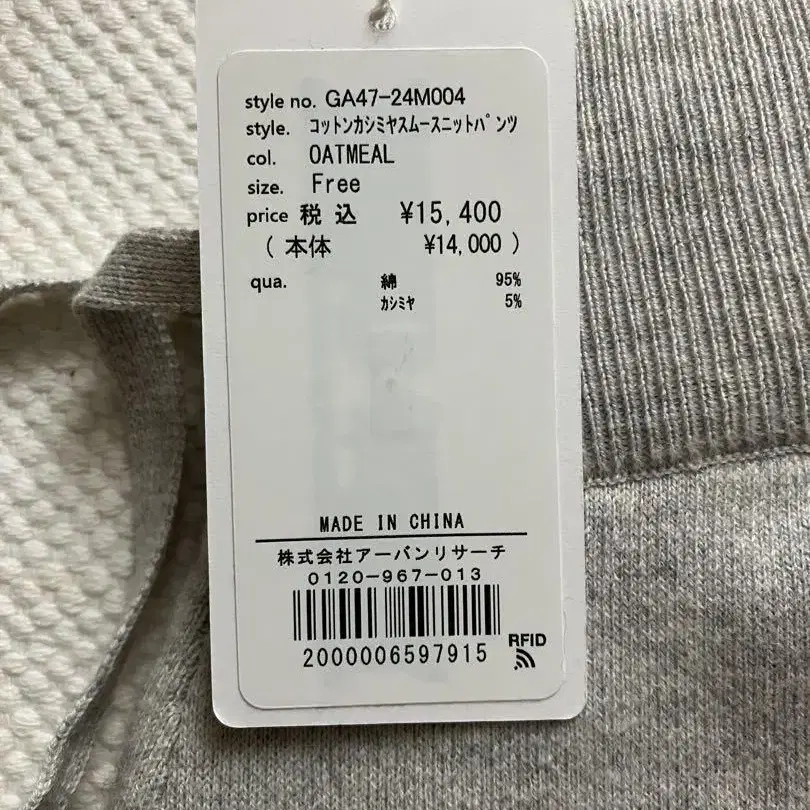 style no. GA47-24M004
style. ｺｯﾄﾝｶｼﾐﾔｽﾑｰｽﾆｯﾄﾊﾟﾝﾂ
col. OATMEAL
size. Free
price 税込 ¥15,400
(本体 ¥14,000)
qua. 綿 95%
ｶｼﾐﾔ 5%
MADE IN CHINA
株式会社アーバンリサーチ
0120-967-013
RFID
2000006597915